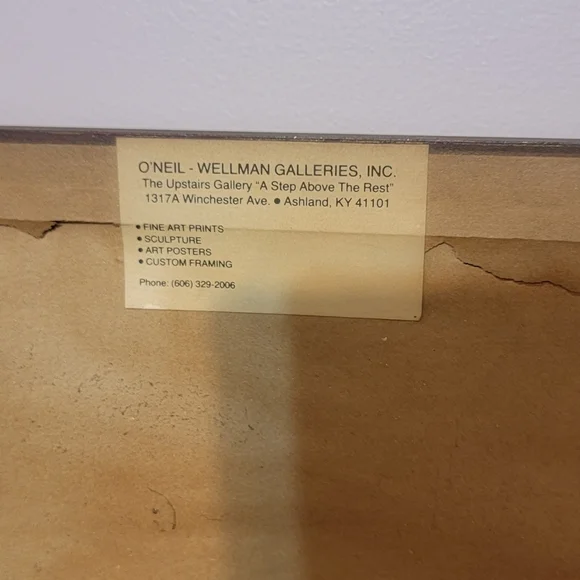 O'NEIL - WELLMAN GALLERIES, INC.
The Upstairs Gallery "A Step Above The Rest"
1317A Winchester Ave. ● Ashland, KY 41101
● FINE ART PRINTS
● SCULPTURE
● ART POSTERS
● CUSTOM FRAMING
Phone: (606) 329-2006